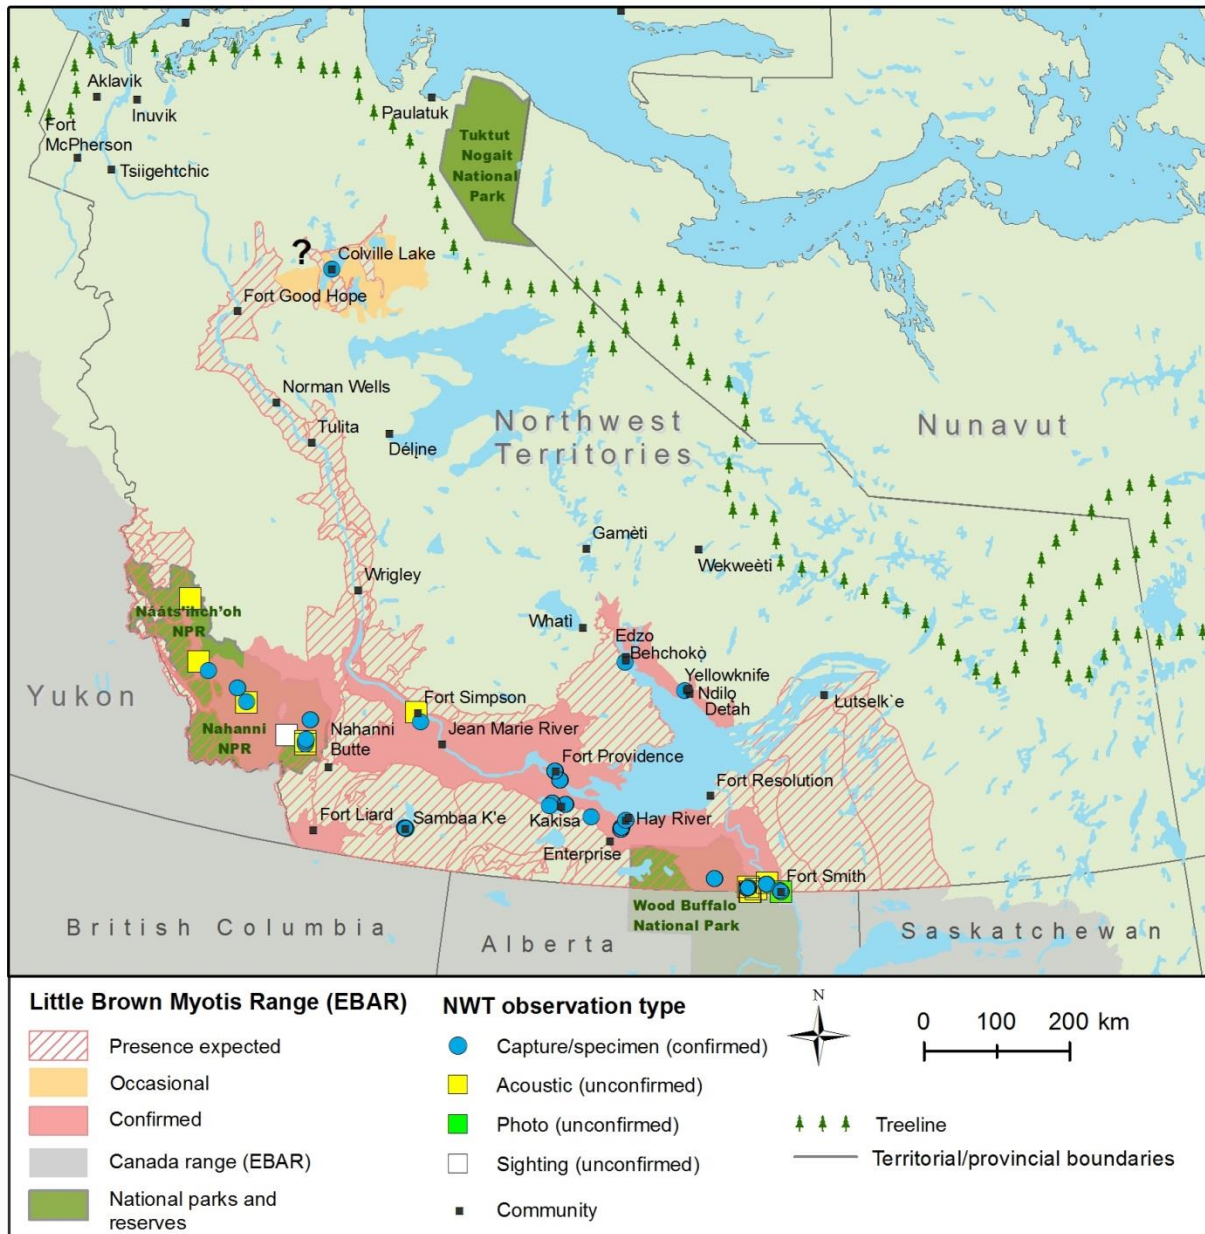 Aklavik
Inuvik
Fort
McPherson
Tsiigehtchic
Paulatuk
Tuktut
Nogait
National
Park
?
Colville Lake
Fort Good Hope
Norman Wells
Tulita
Délįne
Northwest
Territories
Nunavut
Gamètì
Wekweètì
Wrigley
Whatì
Edzo
Behchokǫ̀
Nááts'ihch'oh
NPR
Yukon
Yellowknife
Ndilǫ
Detah
Łutselk`e
Fort Simpson
Nahanni
NPR
Nahanni
Butte
Jean Marie River
Fort Providence
Fort Resolution
Fort Liard
Sambaa K'e
Kakisa
Hay River
Enterprise
Fort Smith
Wood Buffalo
National Park
British Columbia
Alberta
Saskatchewan
Little Brown Myotis Range (EBAR)
Presence expected
Occasional
Confirmed
Canada range (EBAR)
National parks and
reserves
NWT observation type
Capture/specimen (confirmed)
Acoustic (unconfirmed)
Photo (unconfirmed)
Sighting (unconfirmed)
Community
N
0 100 200 km
Treeline
Territorial/provincial boundaries